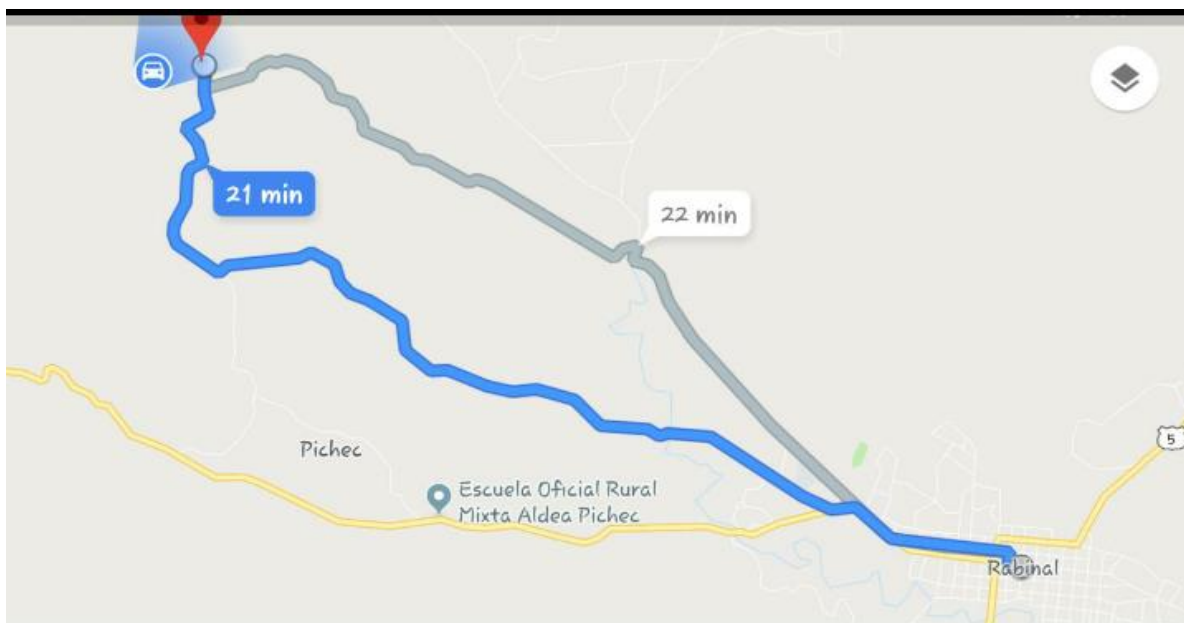 21 min
22 min
5
Pichec
Escuela Oficial Rural
Mixta Aldea Pichec
Rabinal